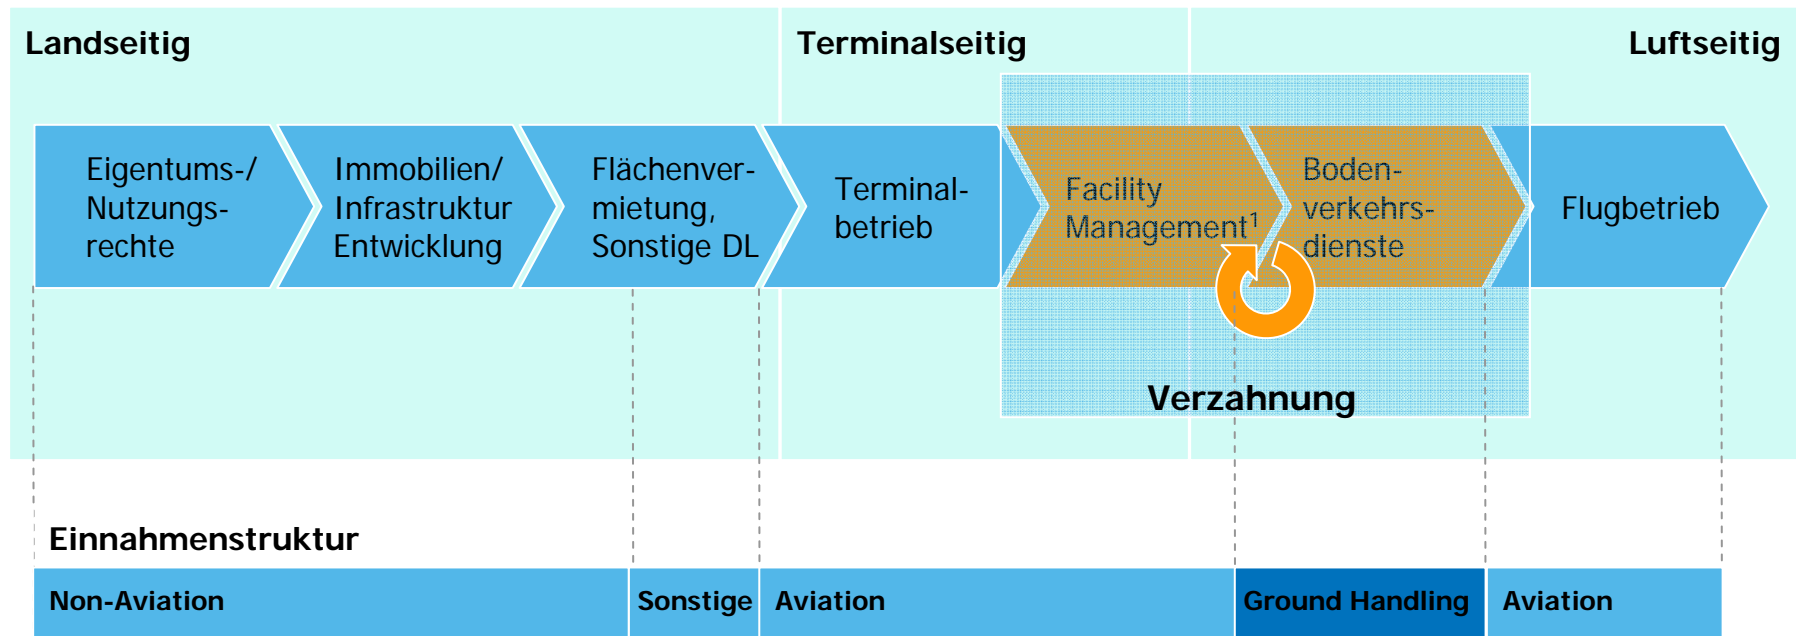 Landseitig
Terminalseitig
Luftseitig
Eigentums-/
Nutzungs-
rechte
Immobilien/
Infrastruktur
Entwicklung
Flächenver-
mietung,
Sonstige DL
Terminal-
betrieb
Facility
Management¹
Boden-
verkehrs-
dienste
Flugbetrieb
Verzahnung
Einnahmenstruktur
Non-Aviation
Sonstige
Aviation
Ground Handling
Aviation